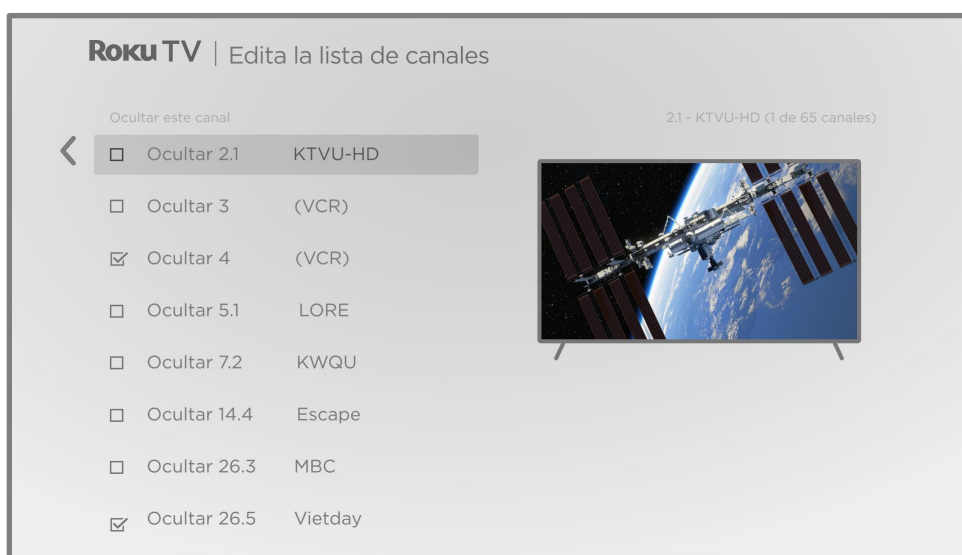 Roku TV | Edita la lista de canales
Ocultar este canal
2.1 - KTVU-HD (1 de 65 canales)
Ocultar 2.1 KTVU-HD
Ocultar 3 (VCR)
Ocultar 4 (VCR)
Ocultar 5.1 LORE
Ocultar 7.2 KWQU
Ocultar 14.4 Escape
Ocultar 26.3 MBC
Ocultar 26.5 Vietday